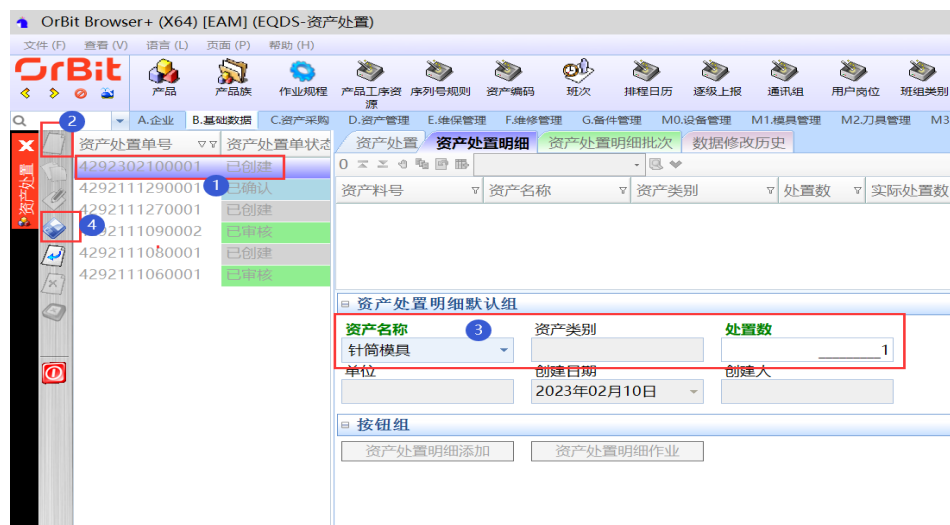 OrBit Browser+ (X64) [EAM] (EQDS-资产处置)
文件 (F) 查看 (V) 语言 (L) 页面 (P) 帮助 (H)
OrBit
产品 产品族 作业规程 产品工序资源 序列号规则 资产编码 班次 排程日历 逐级上报 通讯组 用户岗位 班组类别
2 A.企业 B.基础数据 C.资产采购 D.资产管理 E.维保管理 F.维修管理 G.备件管理 M0.设备管理 M1.模具管理 M2.刀具管理 M3
资产处置
资产处置单号 资产处置单状态
4292302100001 已创建
4292111290001 1 已确认
4292111270001 已创建
4 4292111090002 已审核
4292111080001 已创建
4292111060001 已审核
资产处置 资产处置明细 资产处置明细批次 数据修改历史
0
资产料号 资产名称 资产类别 处置数 实际处置数
资产处置明细默认组
资产名称 3 资产类别 处置数
针筒模具 1
单位 创建日期 创建人
2023年02月10日
按钮组
资产处置明细添加 资产处置明细作业